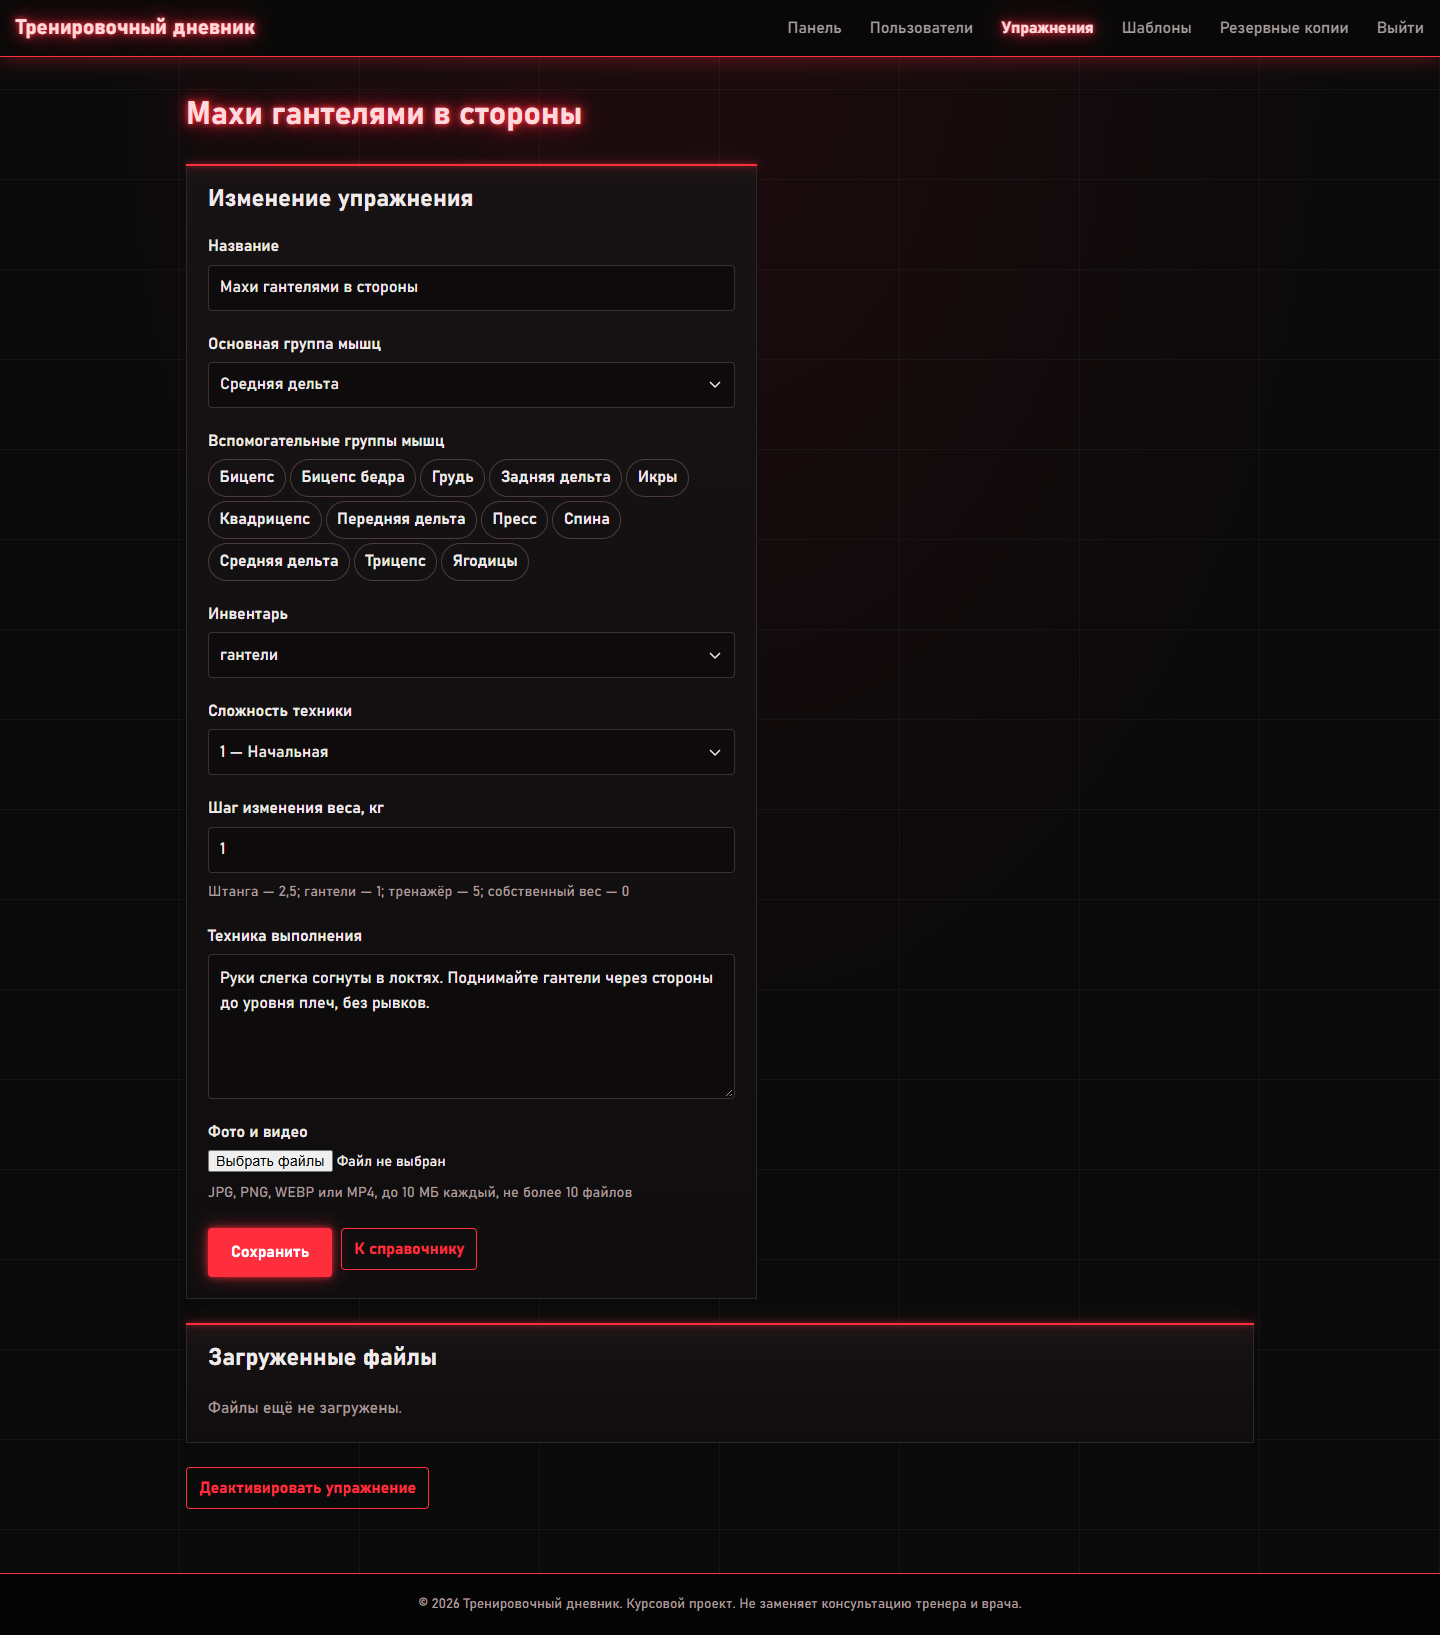 Тренировочный дневник
Панель
Пользователи
Упражнения
Шаблоны
Резервные копии
Выйти
Махи гантелями в стороны
Изменение упражнения
Название
Махи гантелями в стороны
Основная группа мышц
Средняя дельта
Вспомогательные группы мышц
Бицепс Бицепс бедра Грудь Задняя дельта Икры
Квадрицепс Передняя дельта Пресс Спина
Средняя дельта Трицепс Ягодицы
Инвентарь
гантели
Сложность техники
1 — Начальная
Шаг изменения веса, кг
1
Штанга — 2,5; гантели — 1; тренажёр — 5; собственный вес — 0
Техника выполнения
Руки слегка согнуты в локтях. Поднимайте гантели через стороны
до уровня плеч, без рывков.
Фото и видео
Выбрать файлы Файл не выбран
JPG, PNG, WEBP или MP4, до 10 МБ каждый, не более 10 файлов
Сохранить
К справочнику
Загруженные файлы
Файлы ещё не загружены.
Деактивировать упражнение
© 2026 Тренировочный дневник. Курсовой проект. Не заменяет консультацию тренера и врача.